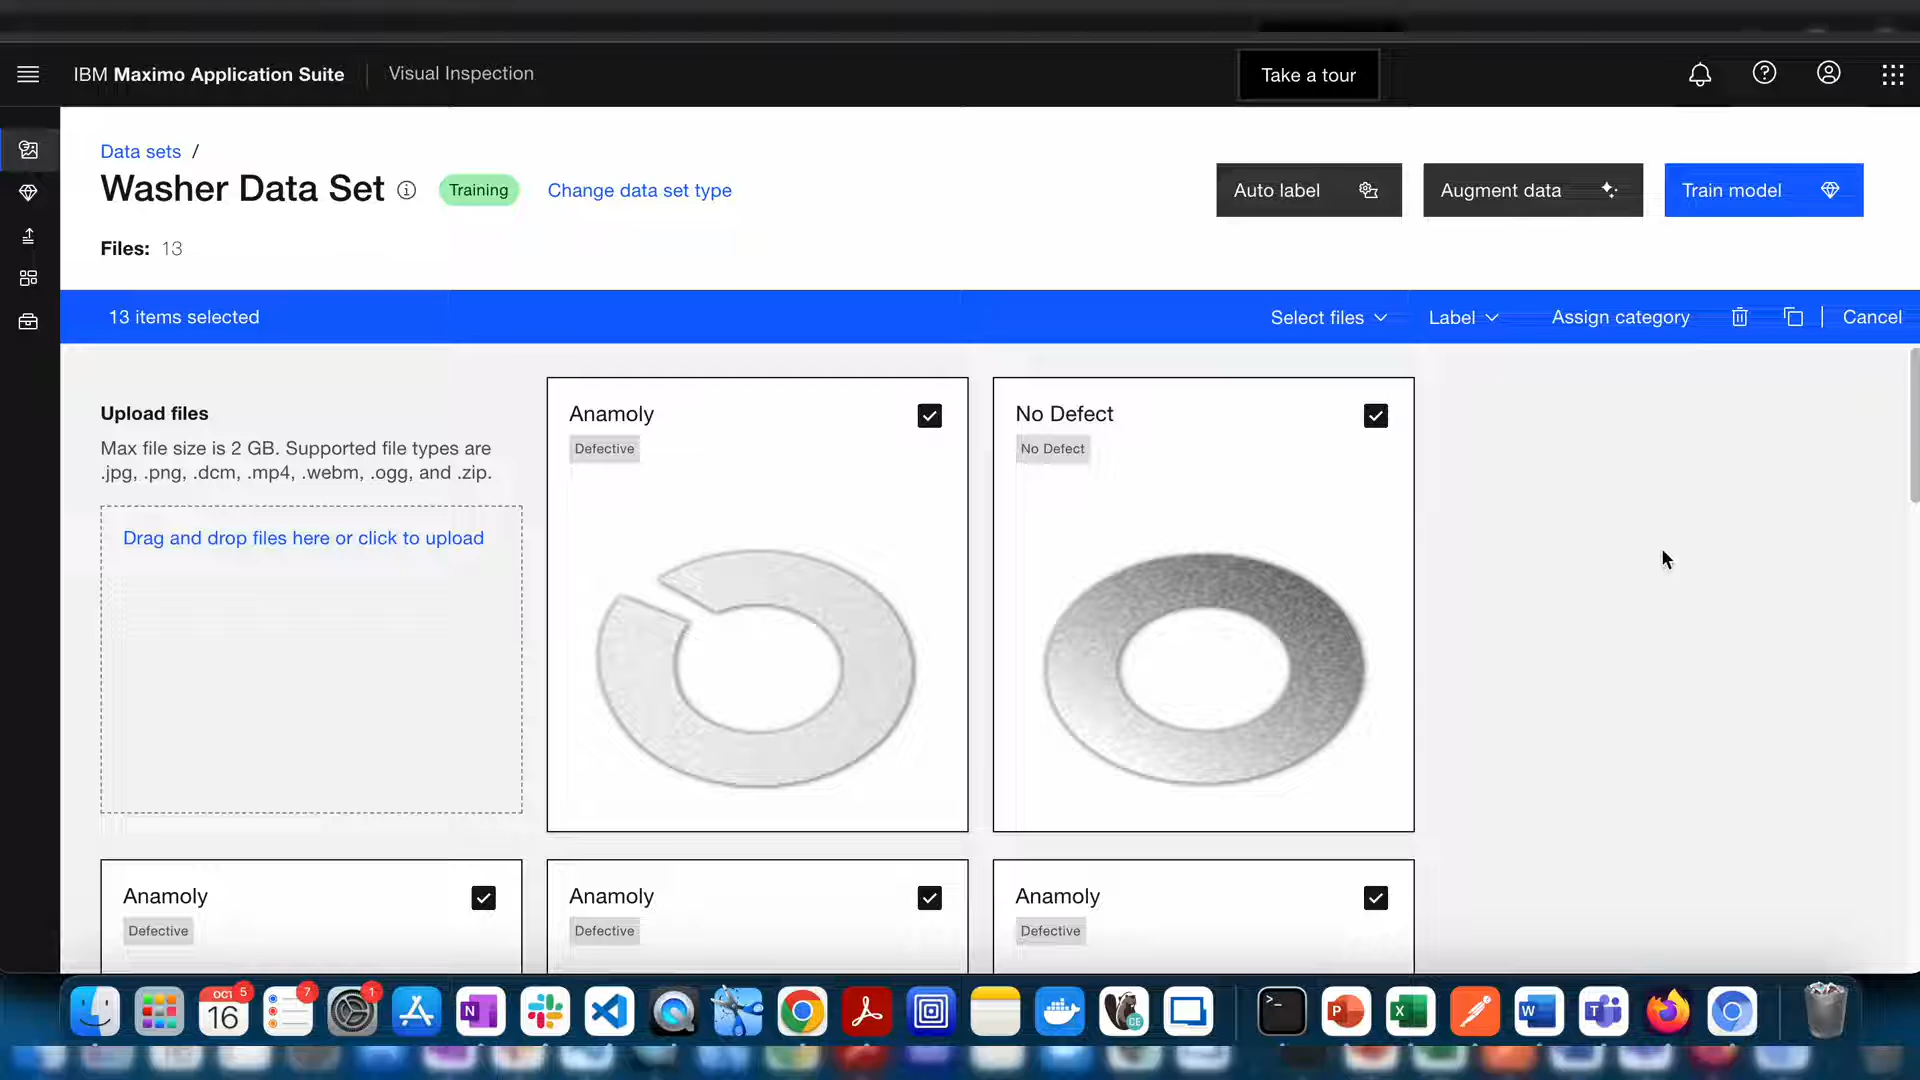 IBM Maximo Application Suite
Visual Inspection
Take a tour
Data sets /
Washer Data Set
Training
Change data set type
Auto label
Augment data
Train model
Files: 13
13 items selected
Select files
Label
Assign category
Cancel
Upload files
Max file size is 2 GB. Supported file types are
.jpg, .png, .dcm, .mp4, .webm, .ogg, and .zip.
Drag and drop files here or click to upload
Anamoly
Defective
No Defect
No Defect
Anamoly
Defective
Anamoly
Defective
Anamoly
Defective
OCT
16
5
7
1
N
CE
>_
P
X
W
T